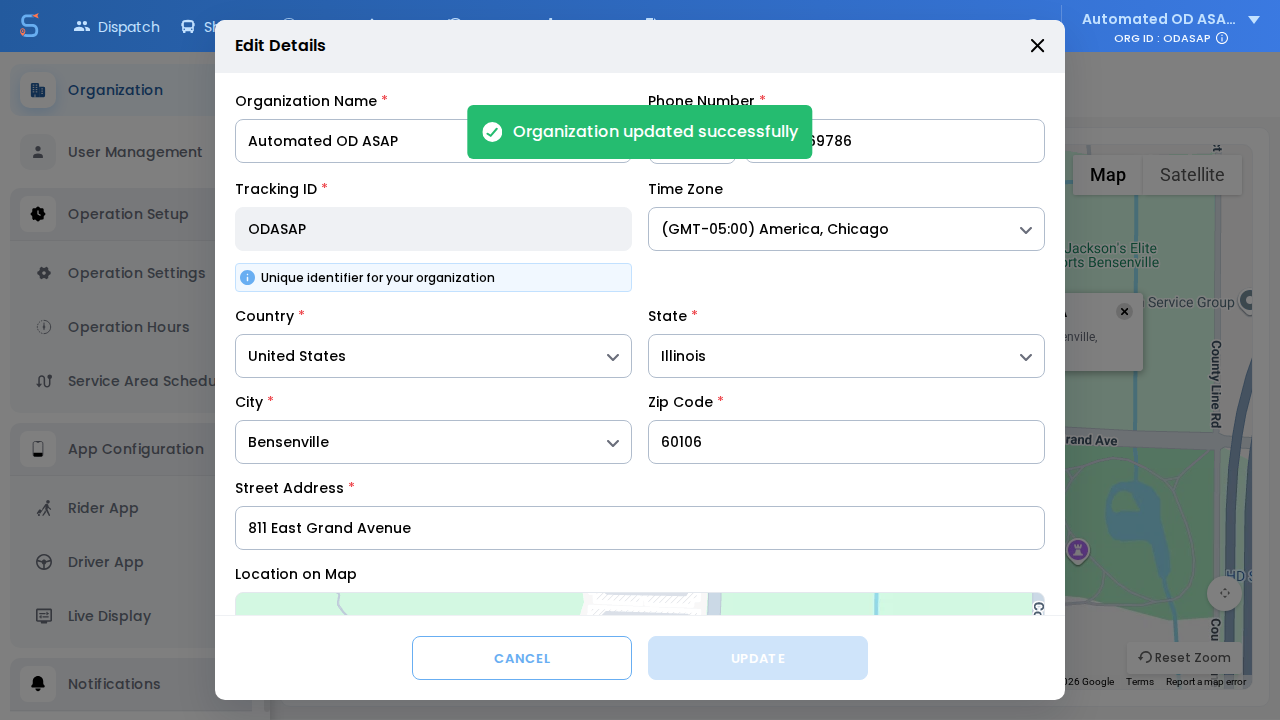 Dispatch
Automated OD ASA...
ORG ID : ODASAP
Edit Details
Organization
User Management
Operation Setup
Operation Settings
Operation Hours
Service Area Schedu
App Configuration
Rider App
Driver App
Live Display
Notifications
Organization Name *
Phone Number *
Organization updated successfully
Automated OD ASAP
69786
Tracking ID *
Time Zone
ODASAP
(GMT-05:00) America, Chicago
Unique identifier for your organization
Country *
State *
United States
Illinois
City *
Zip Code *
Bensenville
60106
Street Address *
811 East Grand Avenue
Location on Map
CANCEL
UPDATE
Map
Satellite
Jackson's Elite
orts Bensenville
Service Group
enville,
County Line Rd
rand Ave
HD S
Cou
Reset Zoom
026 Google
Terms
Report a map error